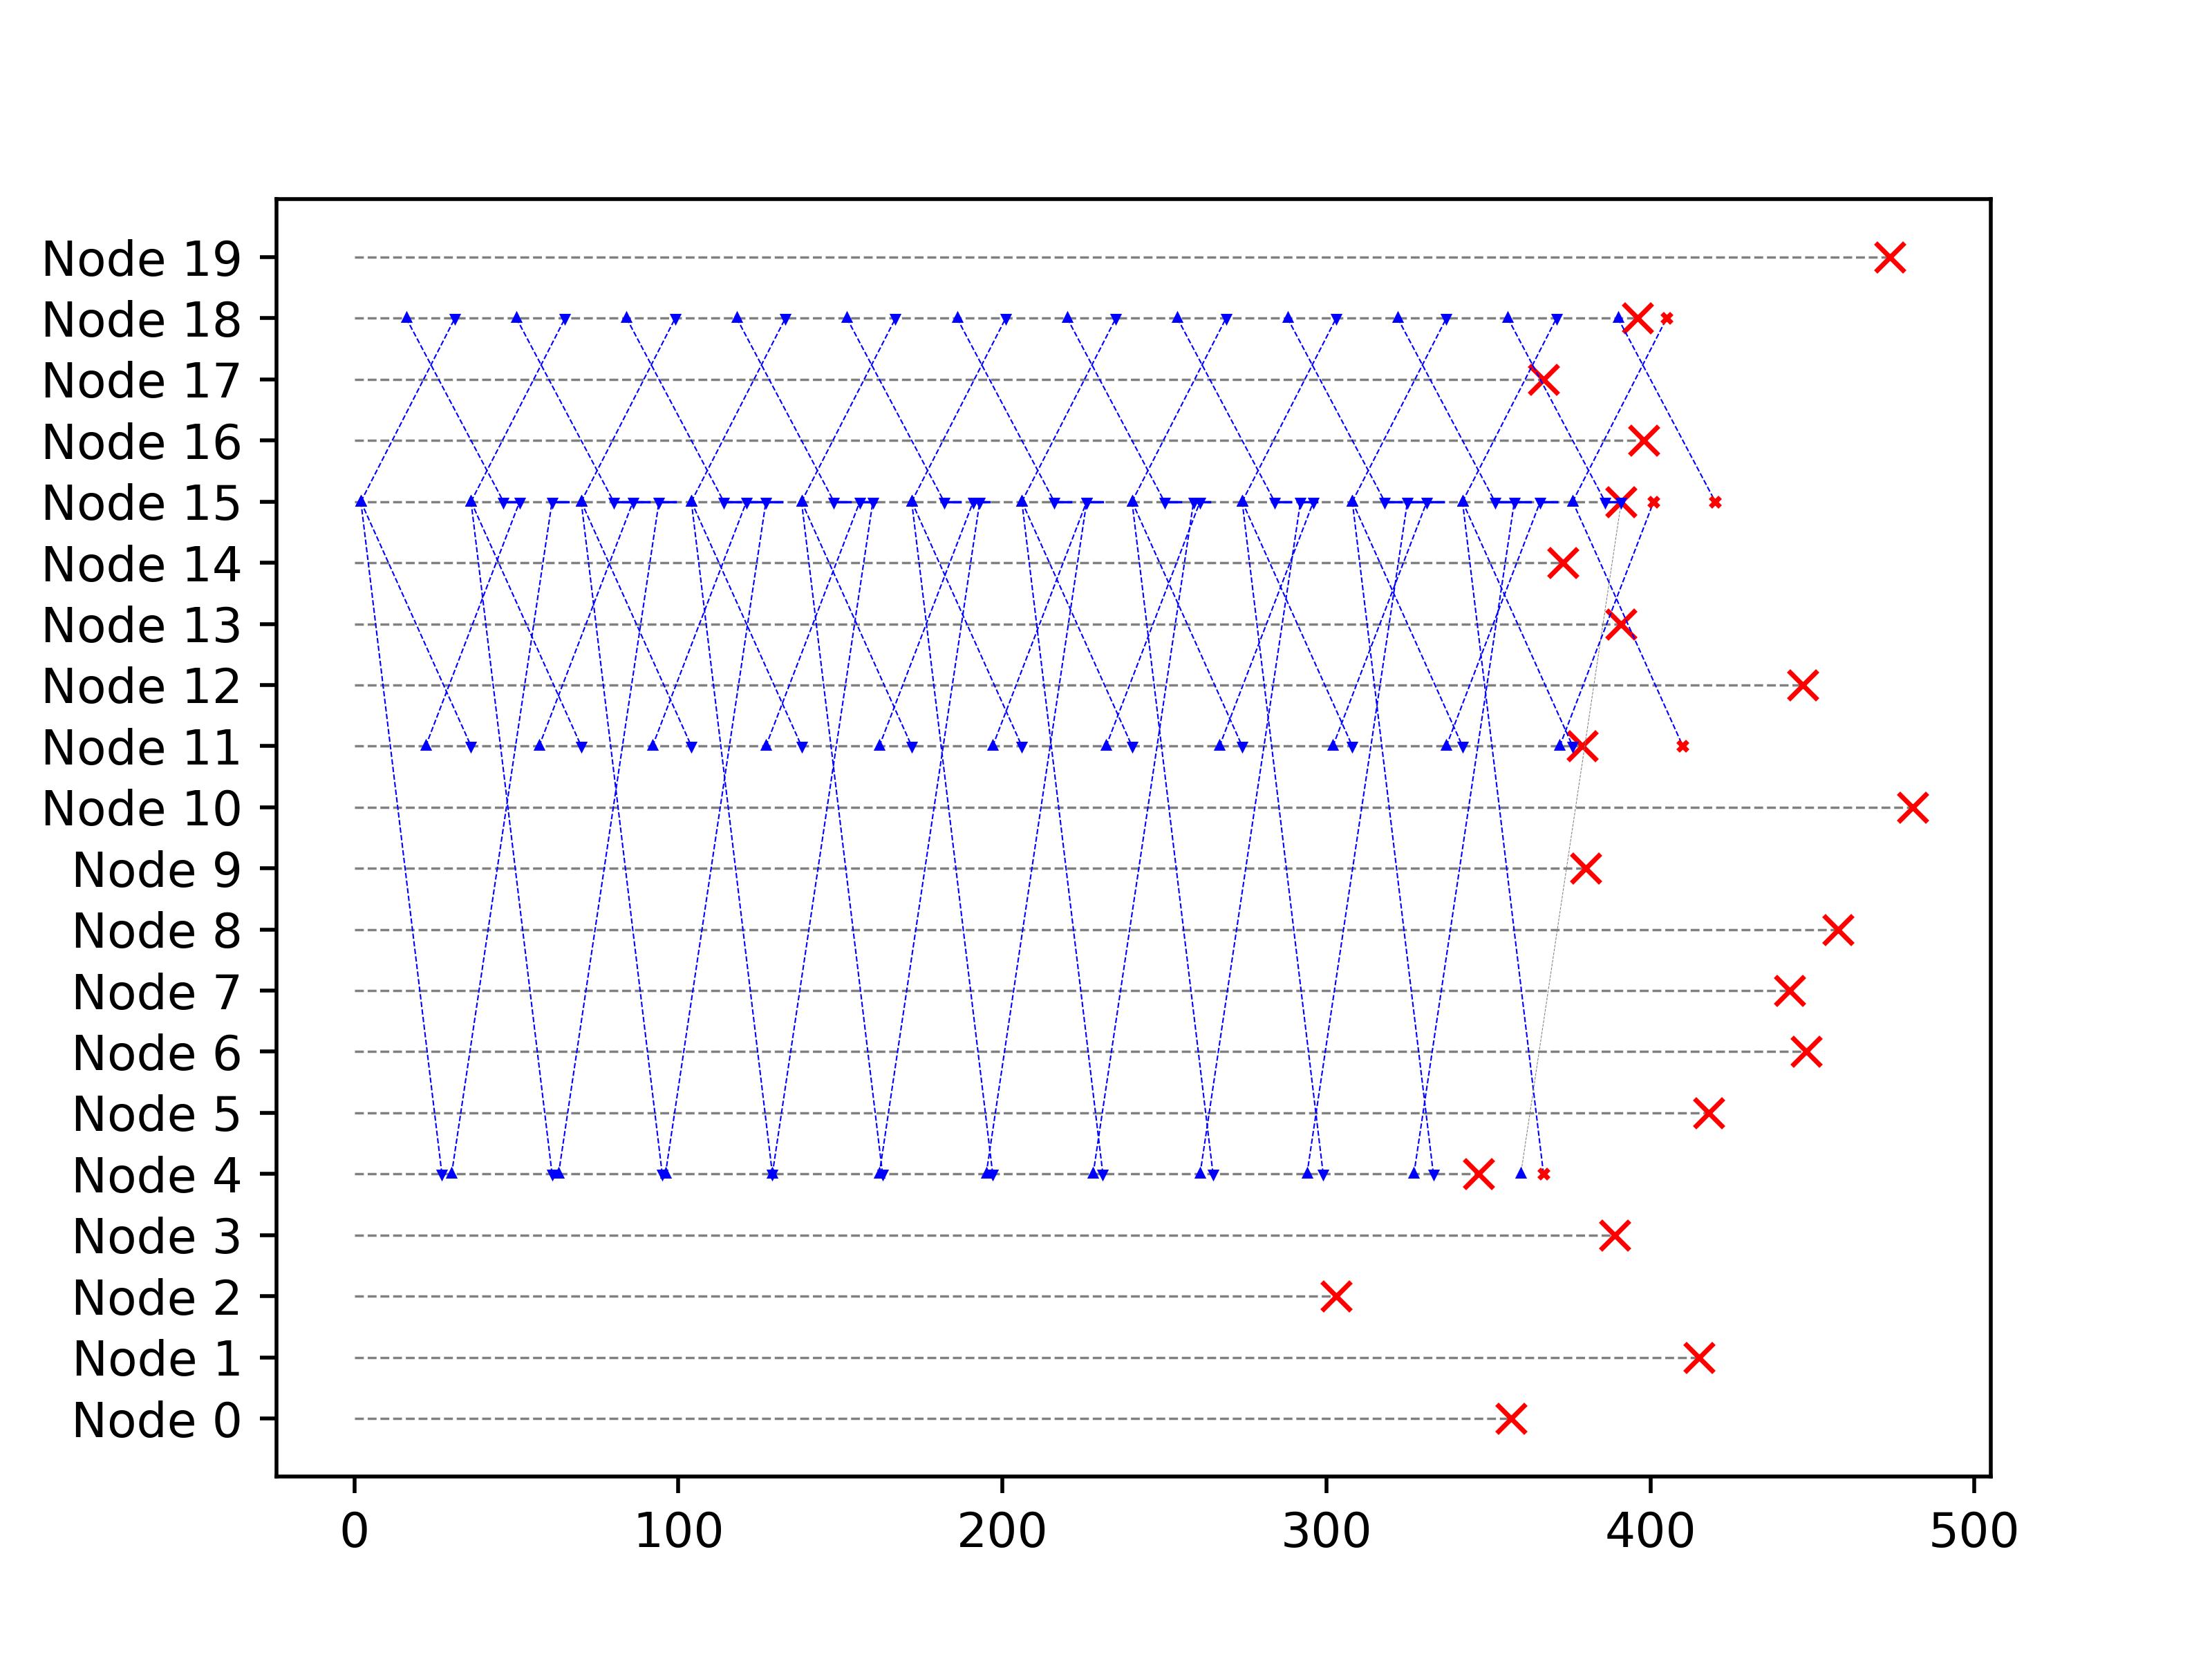 Node 19
Node 18
Node 17
Node 16
Node 15
Node 14
Node 13
Node 12
Node 11
Node 10
Node 9
Node 8
Node 7
Node 6
Node 5
Node 4
Node 3
Node 2
Node 1
Node 0
0 100 200 300 400 500